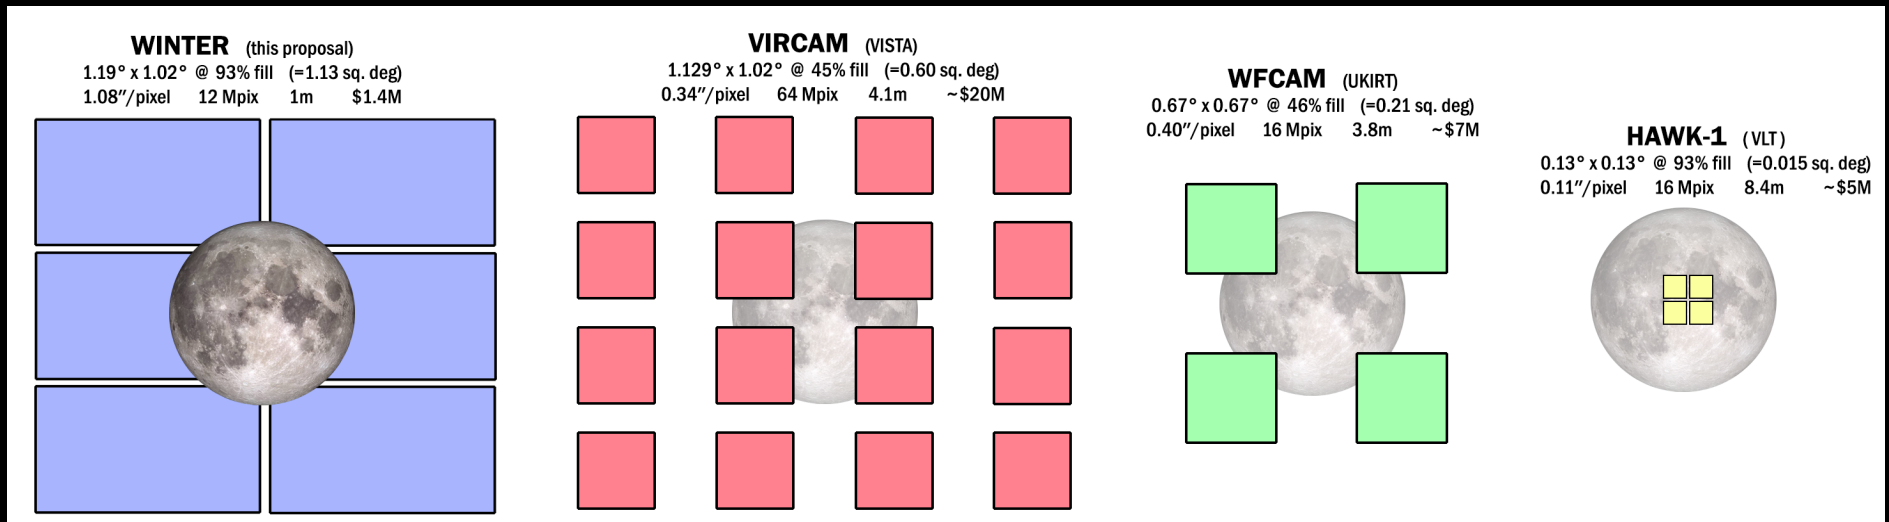 WINTER (this proposal)
1.19° x 1.02° @ 93% fill (=1.13 sq. deg)
1.08″/pixel 12 Mpix 1m $1.4M
VIRCAM (VISTA)
1.129° x 1.02° @ 45% fill (=0.60 sq. deg)
0.34″/pixel 64 Mpix 4.1m ~$20M
WFCAM (UKIRT)
0.67° x 0.67° @ 46% fill (=0.21 sq. deg)
0.40″/pixel 16 Mpix 3.8m ~$7M
HAWK-1 ( VLT )
0.13° x 0.13° @ 93% fill (=0.015 sq. deg)
0.11″/pixel 16 Mpix 8.4m ~$5M